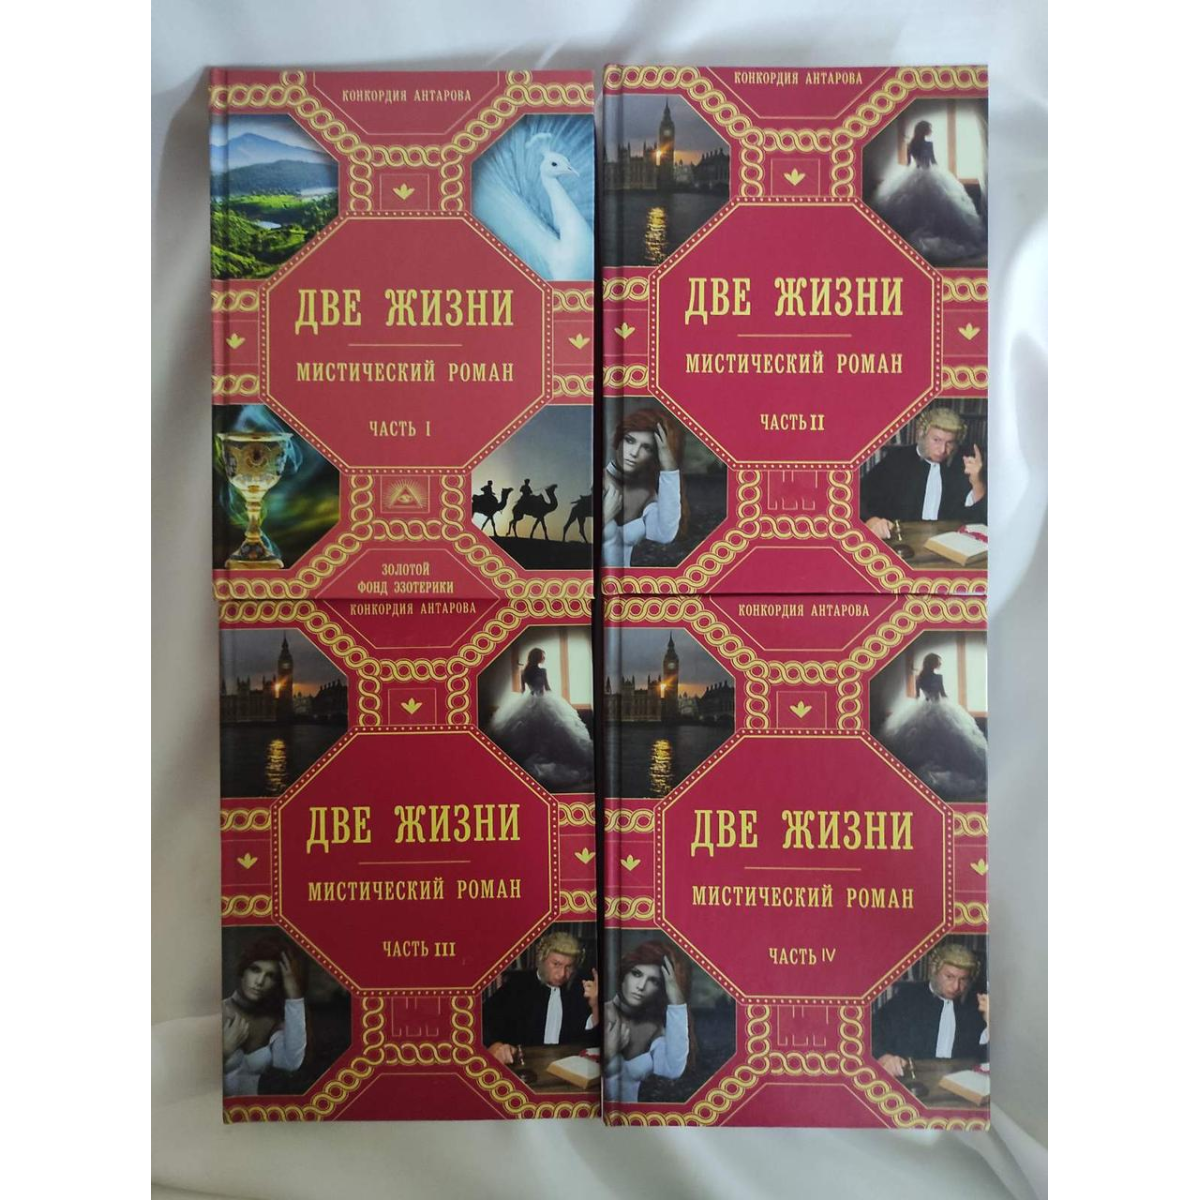 КОНКОРДИЯ АНТАРОВА
ДВЕ ЖИЗНИ
МИСТИЧЕСКИЙ РОМАН
ЧАСТЬ I
ЗОЛОТОЙ
ФОНД ЭЗОТЕРИКИ
КОНКОРДИЯ АНТАРОВА
ДВЕ ЖИЗНИ
МИСТИЧЕСКИЙ РОМАН
ЧАСТЬ II
КОНКОРДИЯ АНТАРОВА
ДВЕ ЖИЗНИ
МИСТИЧЕСКИЙ РОМАН
ЧАСТЬ III
КОНКОРДИЯ АНТАРОВА
ДВЕ ЖИЗНИ
МИСТИЧЕСКИЙ РОМАН
ЧАСТЬ IV